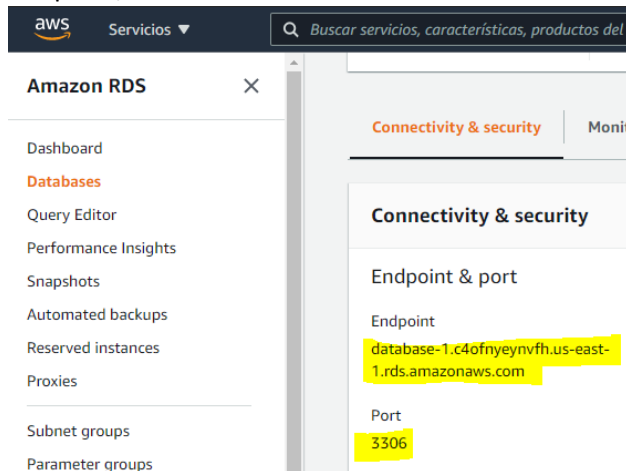 aws Servicios ▼ Buscar servicios, características, productos del
Amazon RDS
Dashboard
Databases
Query Editor
Performance Insights
Snapshots
Automated backups
Reserved instances
Proxies
Subnet groups
Parameter groups
Connectivity & security Monit
Connectivity & security
Endpoint & port
Endpoint
database-1.c4ofnyeynvfh.us-east-
1.rds.amazonaws.com
Port
3306